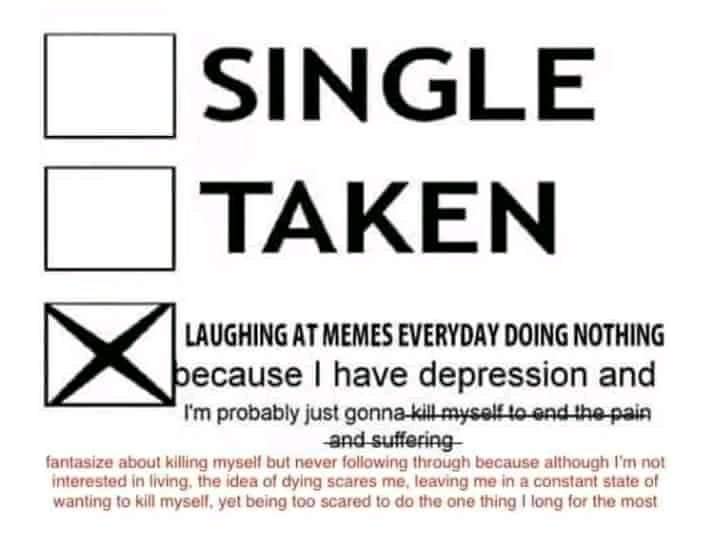 SINGLE
TAKEN
LAUGHING AT MEMES EVERYDAY DOING NOTHING
because I have depression and
I'm probably just gonna kill myself to end the pain
and suffering
fantasize about killing myself but never following through because although I'm not
interested in living, the idea of dying scares me, leaving me in a constant state of
wanting to kill myself, yet being too scared to do the one thing I long for the most